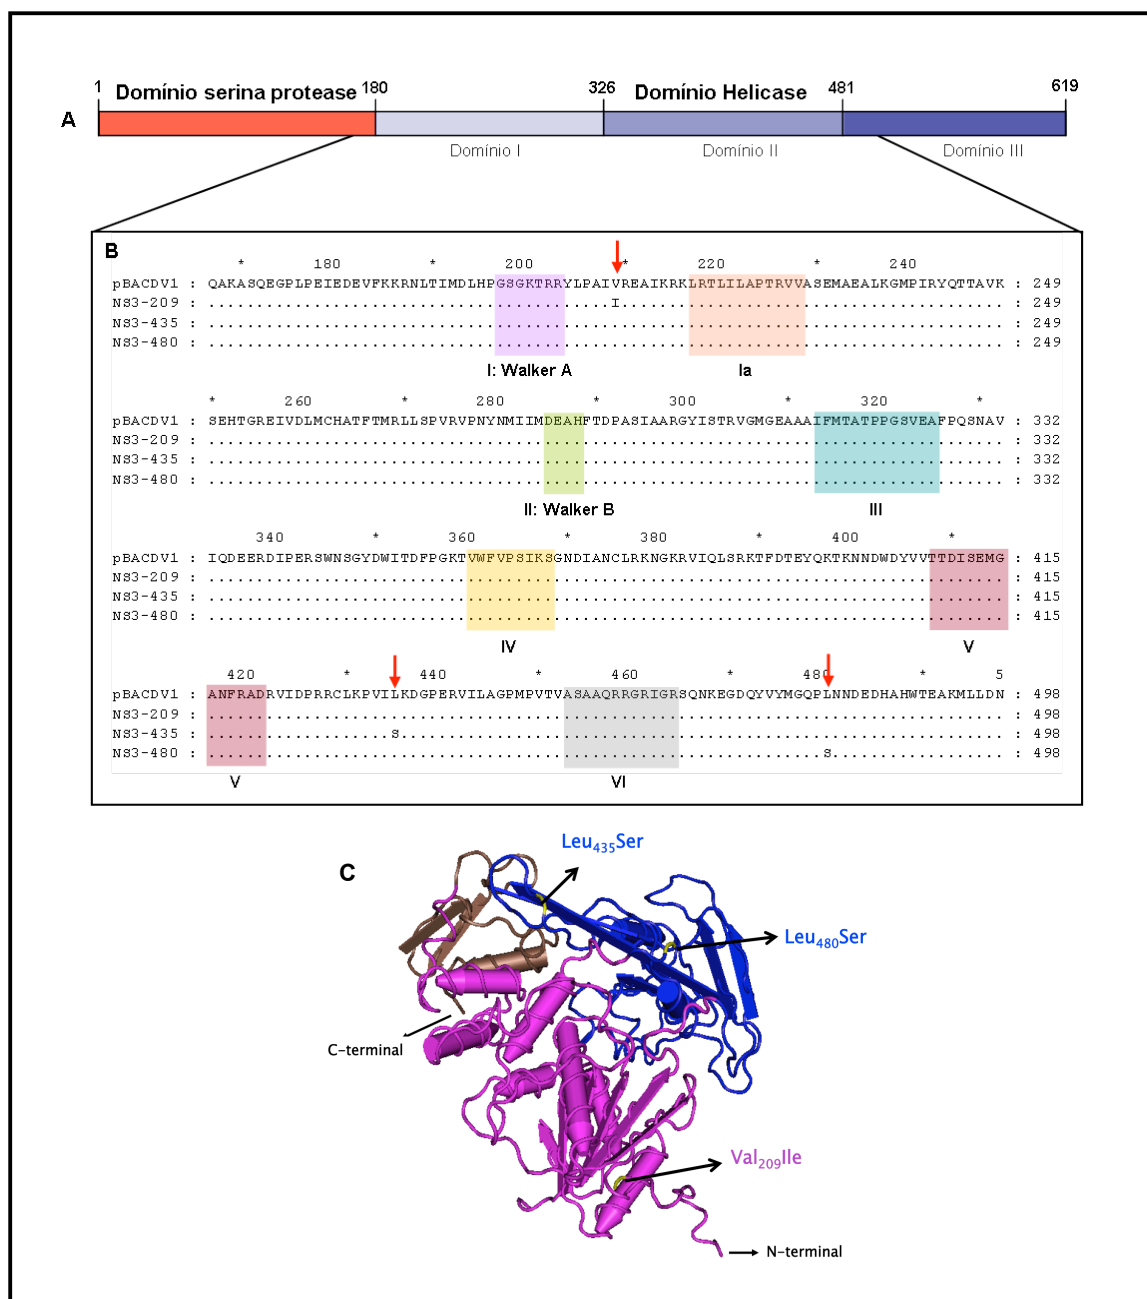 1 180 326 481 619
Domínio serina protease Domínio Helicase
A
Domínio I Domínio II Domínio III
B
* 180 * 200 * 220 * 240
pBACDV1 : QAKASQEGPLPEIEDEVFKKRNLTIMDLHPGSGKTRRYLPAIVREAIKRKLRTLILAPTRVVASEMAEALKGMPIRYQTTAVK : 249
NS3-209 : ..........................................I........................................ : 249
NS3-435 : ................................................................................... : 249
NS3-480 : ................................................................................... : 249
I: Walker A Ia
* 260 * 280 * 300 * 320 *
pBACDV1 : SEHTGREIVDLMCHATFTMRLLSPVRVPNYNMIIMDEAHFTDPASIAARGYISTRVGMGEAAAIFMTATPPGSVEAFPQSNAV : 332
NS3-209 : ................................................................................... : 332
NS3-435 : ................................................................................... : 332
NS3-480 : ................................................................................... : 332
II: Walker B III
340 * 360 * 380 * 400 *
pBACDV1 : IQDEERDIPERSWNSGYDWITDFPGKTVWFVPSIKSGNDIANCLRKNGKRVIQLSRKTFDTEYQKTKNNDWDYVVTTDISEMG : 415
NS3-209 : ................................................................................... : 415
NS3-435 : ................................................................................... : 415
NS3-480 : ................................................................................... : 415
IV V
420 * 440 * 460 * 480 * 5
pBACDV1 : ANFRADRVIDPRRCLKPVILKDGPERVILAGPMPVTVASAAQRRGRIGRSQNKEGDQYVYMGQPLNNDEDHAHWTEAKMLLDN : 498
NS3-209 : ................................................................................... : 498
NS3-435 : ...................S............................................................... : 498
NS3-480 : ................................................................S.................. : 498
V VI
C
Leu435Ser
Leu480Ser
C-terminal
Val209Ile
N-terminal